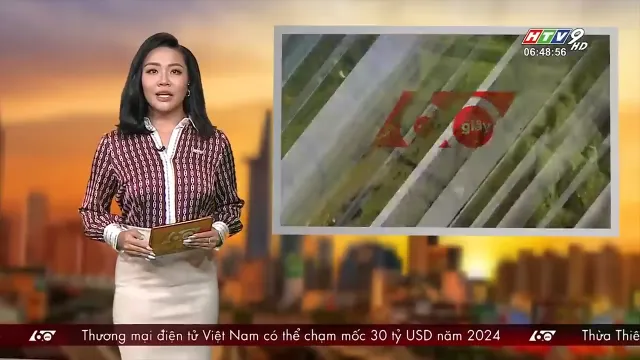 HTV9 HD
06:48:56
60 giây
Thương mại điện tử Việt Nam có thể chạm mốc 30 tỷ USD năm 2024
60
Thừa Thiê